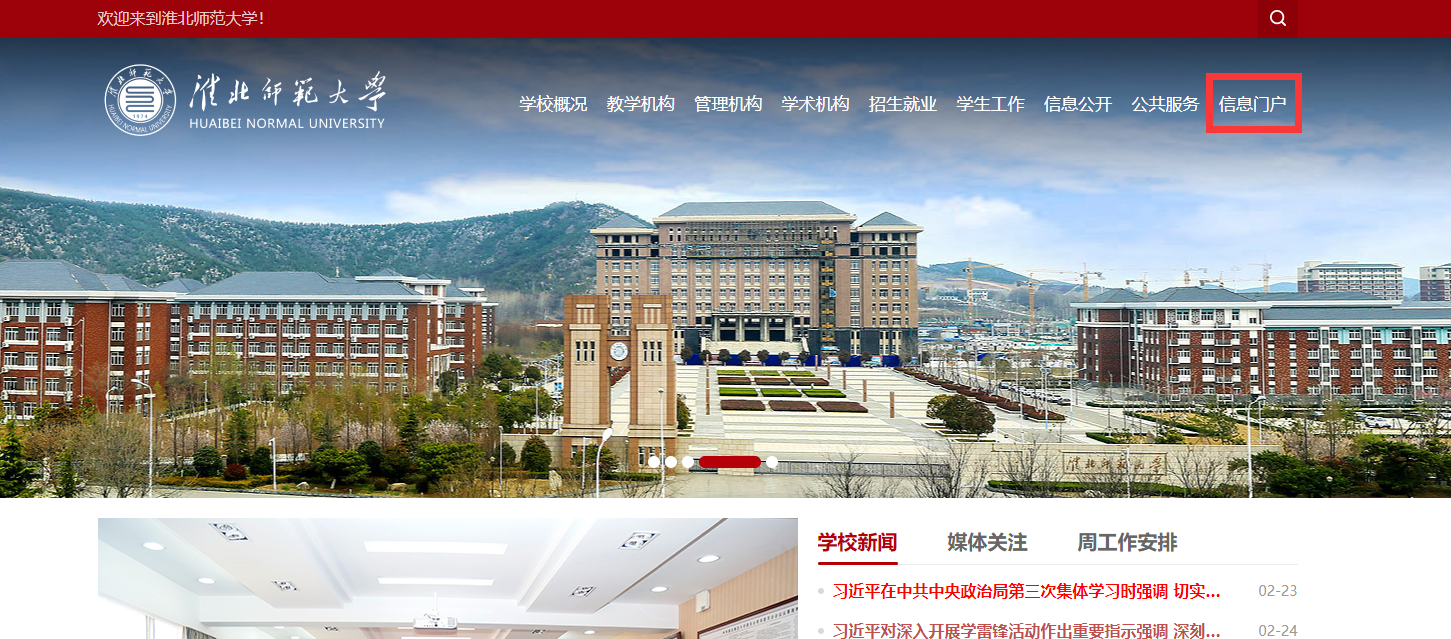 欢迎来到淮北师范大学！
淮北师范大学
HUAIBEI NORMAL UNIVERSITY
学校概况 教学机构 管理机构 学术机构 招生就业 学生工作 信息公开 公共服务 信息门户
淮北师范大学
学校新闻 媒体关注 周工作安排
习近平在中共中央政治局第三次集体学习时强调 切实... 02-23
习近平对深入开展学雷锋活动作出重要指示强调 深刻... 02-24